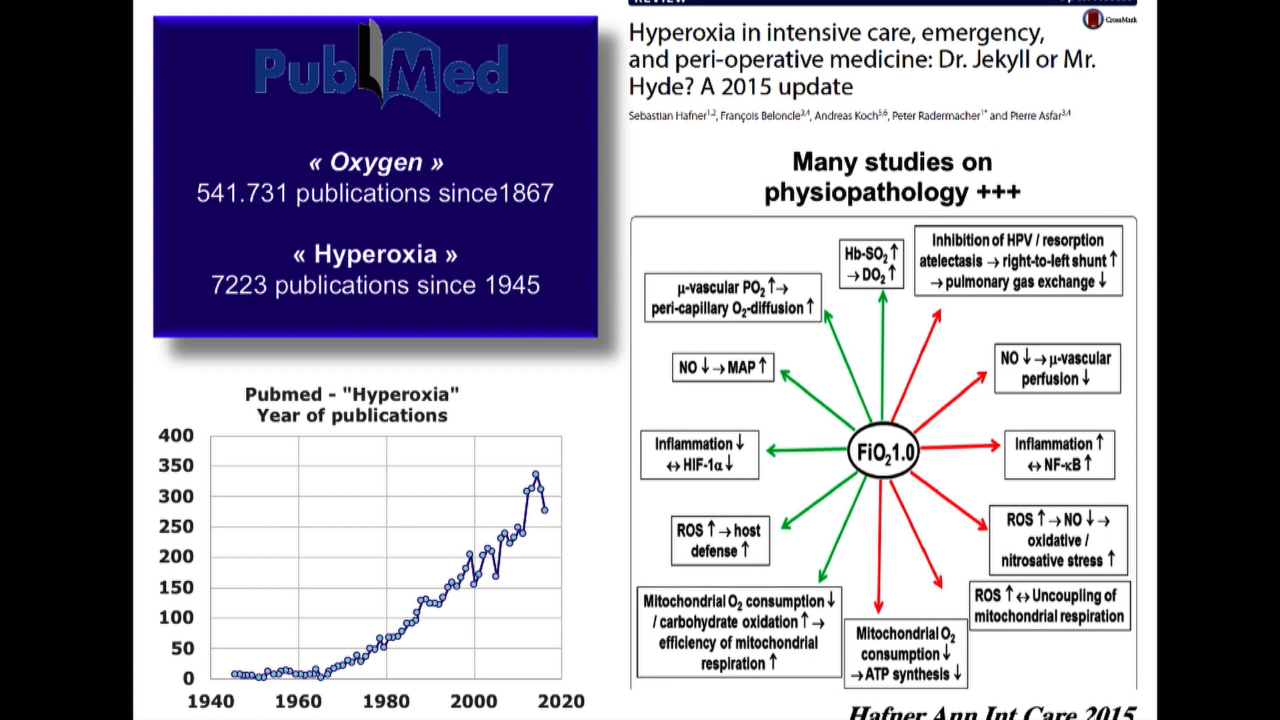 PubMed
« Oxygen »
541.731 publications since1867
« Hyperoxia »
7223 publications since 1945
Pubmed - "Hyperoxia"
Year of publications
400
350
300
250
200
150
100
50
0
1940 1960 1980 2000 2020
REVIEW
CrossMark
Hyperoxia in intensive care, emergency,
and peri-operative medicine: Dr. Jekyll or Mr.
Hyde? A 2015 update
Sebastian Hafner1,2, François Beloncle3,4, Andreas Koch5,6, Peter Radermacher1* and Pierre Asfar3,4
Many studies on
physiopathology +++
Hb-SO₂ ↑
→ DO₂ ↑
Inhibition of HPV / resorption
atelectasis → right-to-left shunt ↑
→ pulmonary gas exchange ↓
µ-vascular PO₂ ↑ →
peri-capillary O₂-diffusion ↑
NO ↓ → MAP ↑
NO ↓ → µ-vascular
perfusion ↓
Inflammation ↓
↔ HIF-1α ↓
FiO₂1.0
Inflammation ↑
↔ NF-κB ↑
ROS ↑ → host
defense ↑
ROS ↑ → NO ↓ →
oxidative /
nitrosative stress ↑
Mitochondrial O₂ consumption ↓
/ carbohydrate oxidation ↑ →
efficiency of mitochondrial
respiration ↑
Mitochondrial O₂
consumption ↓
→ ATP synthesis ↓
ROS ↑ ↔ Uncoupling of
mitochondrial respiration
Hafner Ann Int Care 2015